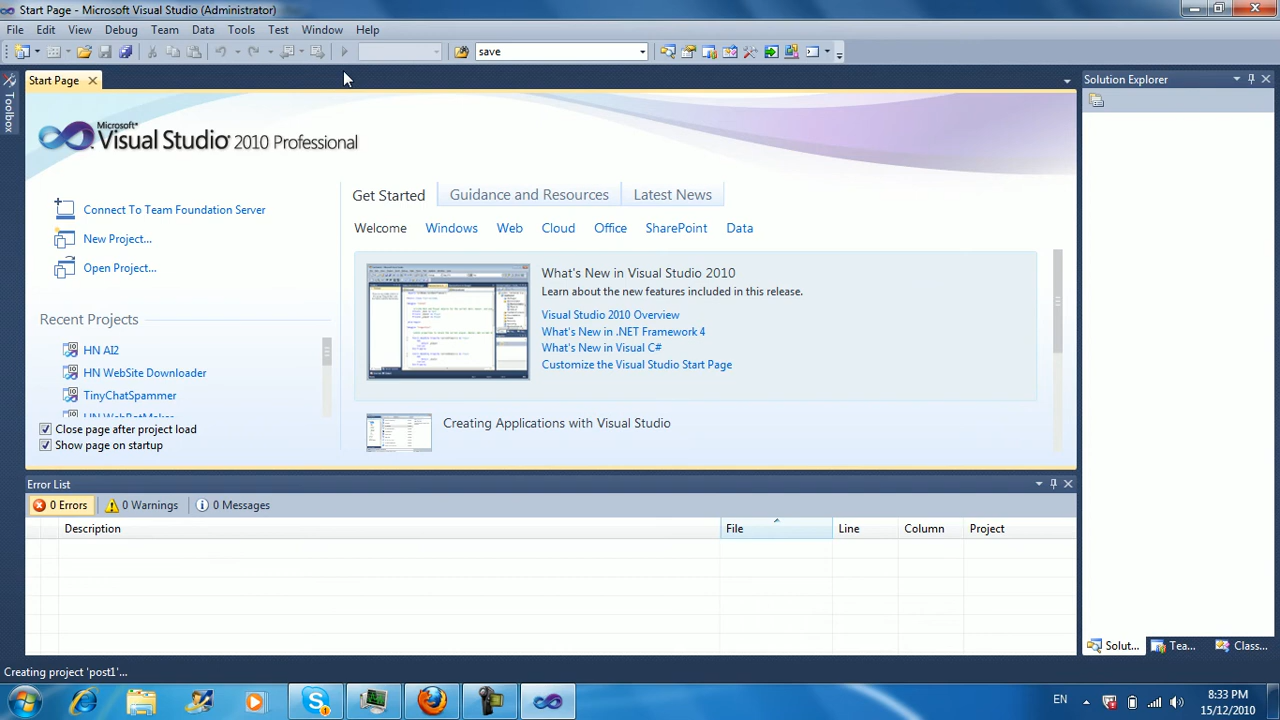 Start Page - Microsoft Visual Studio (Administrator)
File Edit View Debug Team Data Tools Test Window Help
save
Toolbox
Start Page
Solution Explorer
Microsoft®
Visual Studio® 2010 Professional
Connect To Team Foundation Server
New Project...
Open Project...
Recent Projects
HN AI2
HN WebSite Downloader
TinyChatSpammer
HN WebBotMaker
Close page after project load
Show page on startup
Get Started Guidance and Resources Latest News
Welcome Windows Web Cloud Office SharePoint Data
What's New in Visual Studio 2010
Learn about the new features included in this release.
Visual Studio 2010 Overview
What's New in .NET Framework 4
What's New in Visual C#
Customize the Visual Studio Start Page
Creating Applications with Visual Studio
Error List
0 Errors 0 Warnings 0 Messages
Description File Line Column Project
Solut... Tea... Class...
Creating project 'post1'...
EN
8:33 PM
15/12/2010